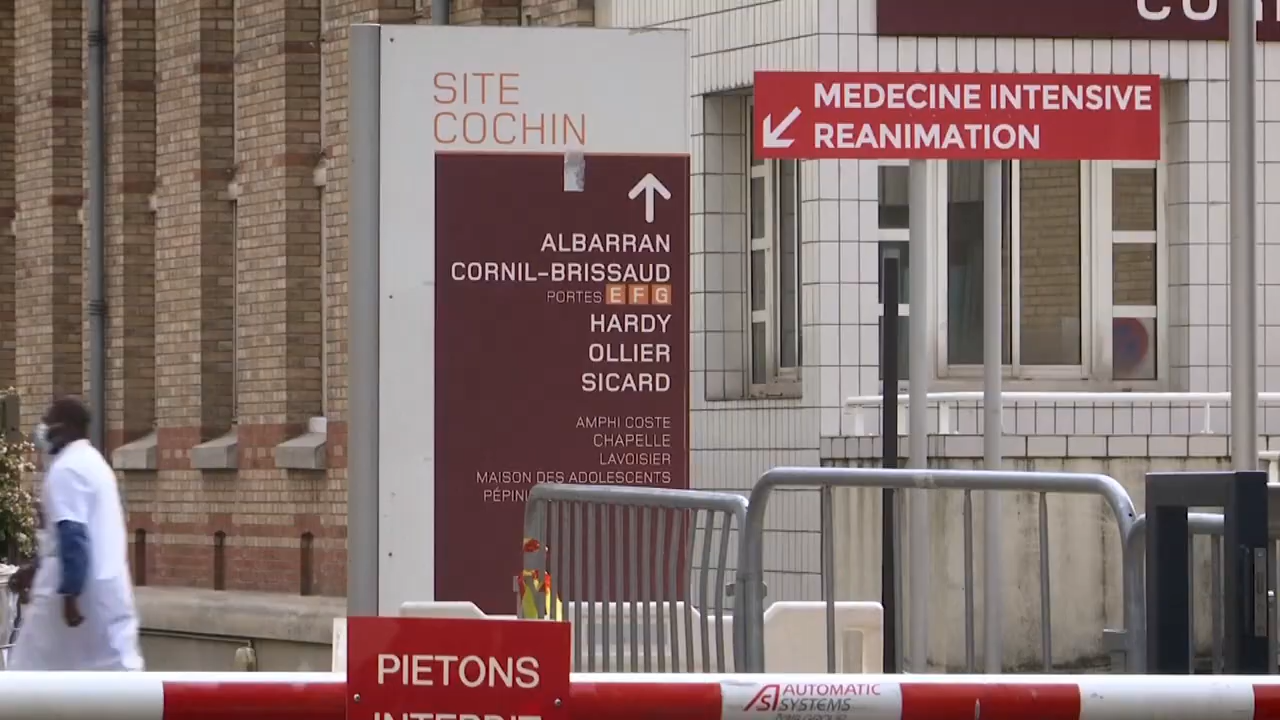 SITE
COCHIN
ALBARRAN
CORNIL-BRISSAUD
PORTES E F G
HARDY
OLLIER
SICARD
AMPHI COSTE
CHAPELLE
LAVOISIER
MAISON DES ADOLESCENTS
MEDECINE INTENSIVE
REANIMATION
PIETONS
INTERDIT
AUTOMATIC
SYSTEMS